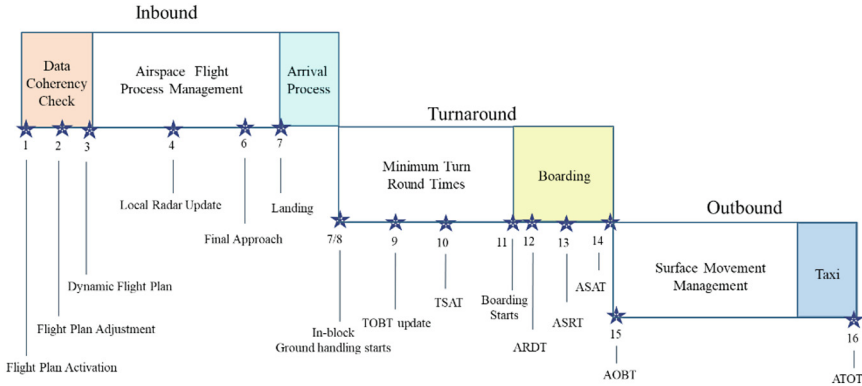 Inbound
Data
Coherency
Check
Airspace Flight
Process Management
Arrival
Process
1
2
3
4
6
7
Local Radar Update
Landing
Final Approach
Dynamic Flight Plan
Flight Plan Adjustment
Flight Plan Activation
Turnaround
Minimum Turn
Round Times
Boarding
7/8
9
10
11
12
13
14
In-block
Ground handling starts
TOBT update
TSAT
Boarding
Starts
ARDT
ASRT
ASAT
Outbound
Surface Movement
Management
Taxi
15
16
AOBT
ATOT